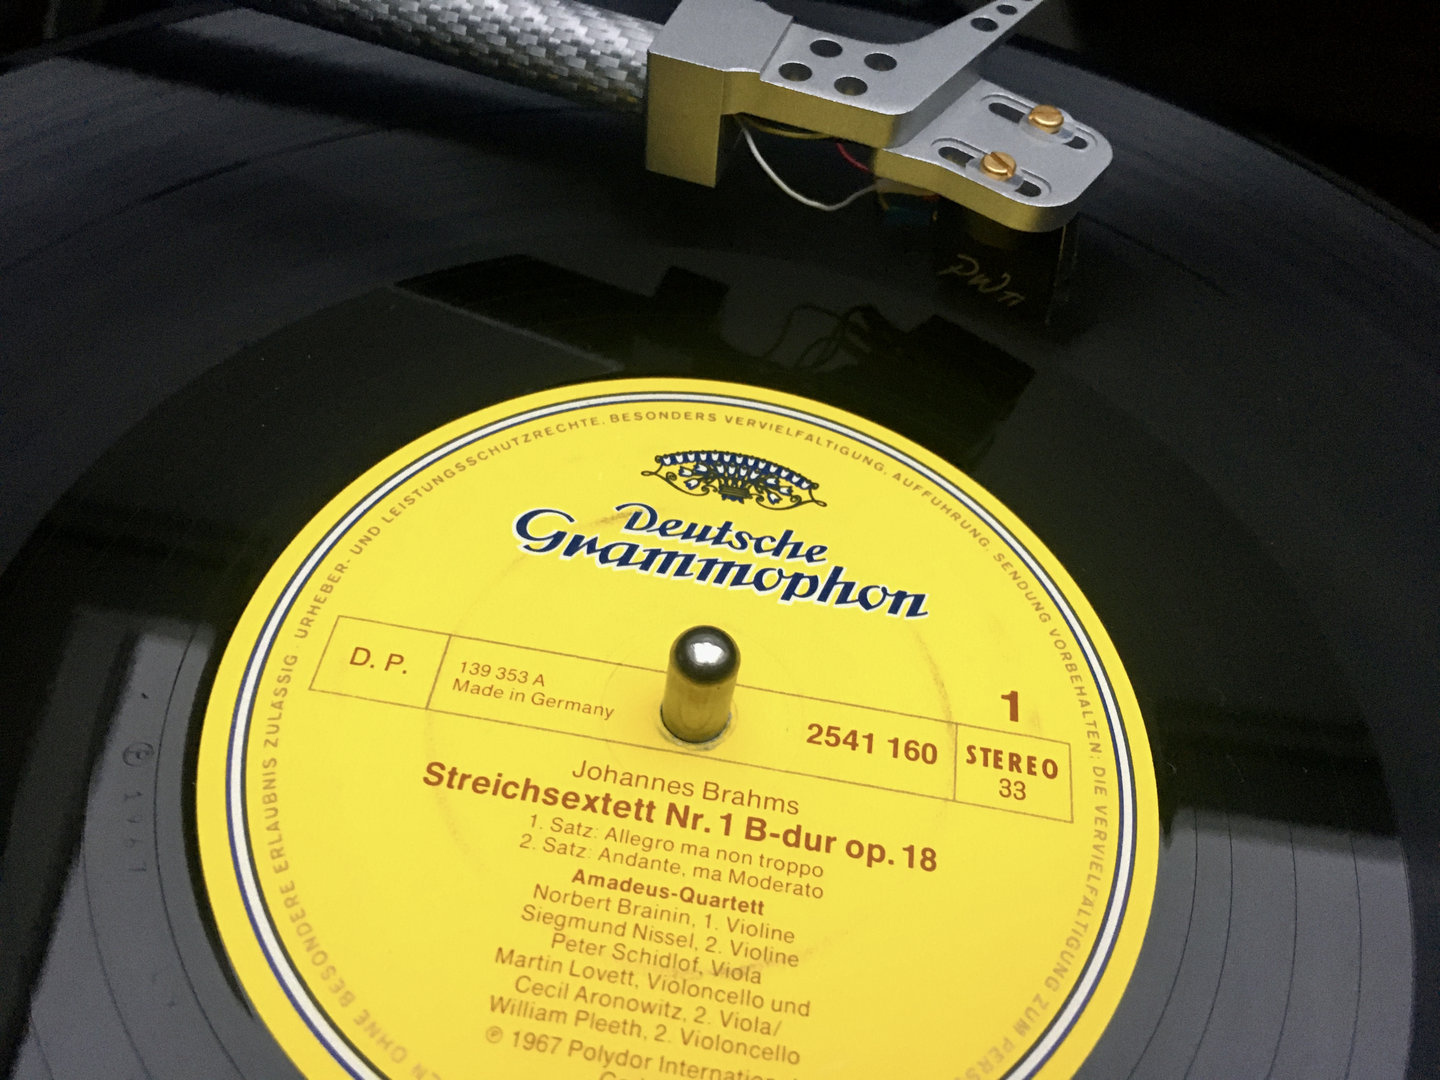 PWTi
URHEBER- UND LEISTUNGSSCHUTZRECHTE. BESONDERS VERVIELFÄLTIGUNG. AUFFÜHRUNG. SENDUNG VORBEHALTEN; DIE VERVIELFÄLTIGUNG ZUM
OHNE BESONDERE ERLAUBNIS ZULÄSSIG ·
Deutsche
Grammophon
1
D. P.
139 353 A
Made in Germany
2541 160
STEREO
33
Johannes Brahms
Streichsextett Nr. 1 B-dur op. 18
1. Satz: Allegro ma non troppo
2. Satz: Andante, ma Moderato
Amadeus-Quartett
Norbert Brainin, 1. Violine
Siegmund Nissel, 2. Violine
Peter Schidlof, Viola
Martin Lovett, Violoncello und
Cecil Aronowitz, 2. Viola/
William Pleeth, 2. Violoncello
℗ 1967 Polydor